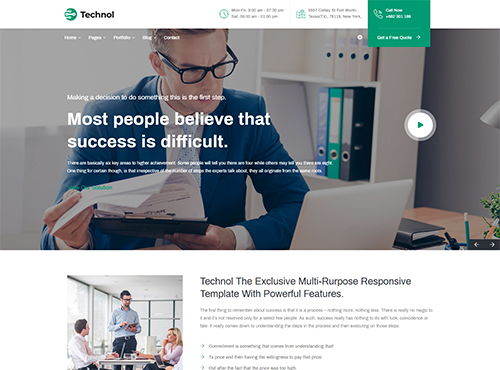 Technol
Mon-Fri: 9:00 am - 07:30 pm
Sat: 09:00 am - 01:00 pm
6597 Corlley St Fort Worth,
Texas(TX), 76119, New York,
Call Now
+692 301 189
Home
Pages
Portfolio
Blog
Contact
Get a Free Quote
Making a decision to do something this is the first step.
Most people believe that
success is difficult.
There are basically six key areas to higher achievement. Some people will tell you there are four while others may tell you there are eight.
One thing for certain though, is that irrespective of the number of steps the experts talk about, they all originate from the same roots
Solution
Technol The Exclusive Multi-Rurpose Responsive
Template With Powerful Features.
The first thing to remember about success is that it is a process – nothing more, nothing less. There is really no magic to
it and it's not reserved only for a select few people. As such, success really has nothing to do with luck, coincidence or
fate. It really comes down to understanding the steps in the process and then executing on those steps.
Commitment is something that comes from understanding itself
To price and then having the willingness to pay that price.
Out after the fact that the price was too high.